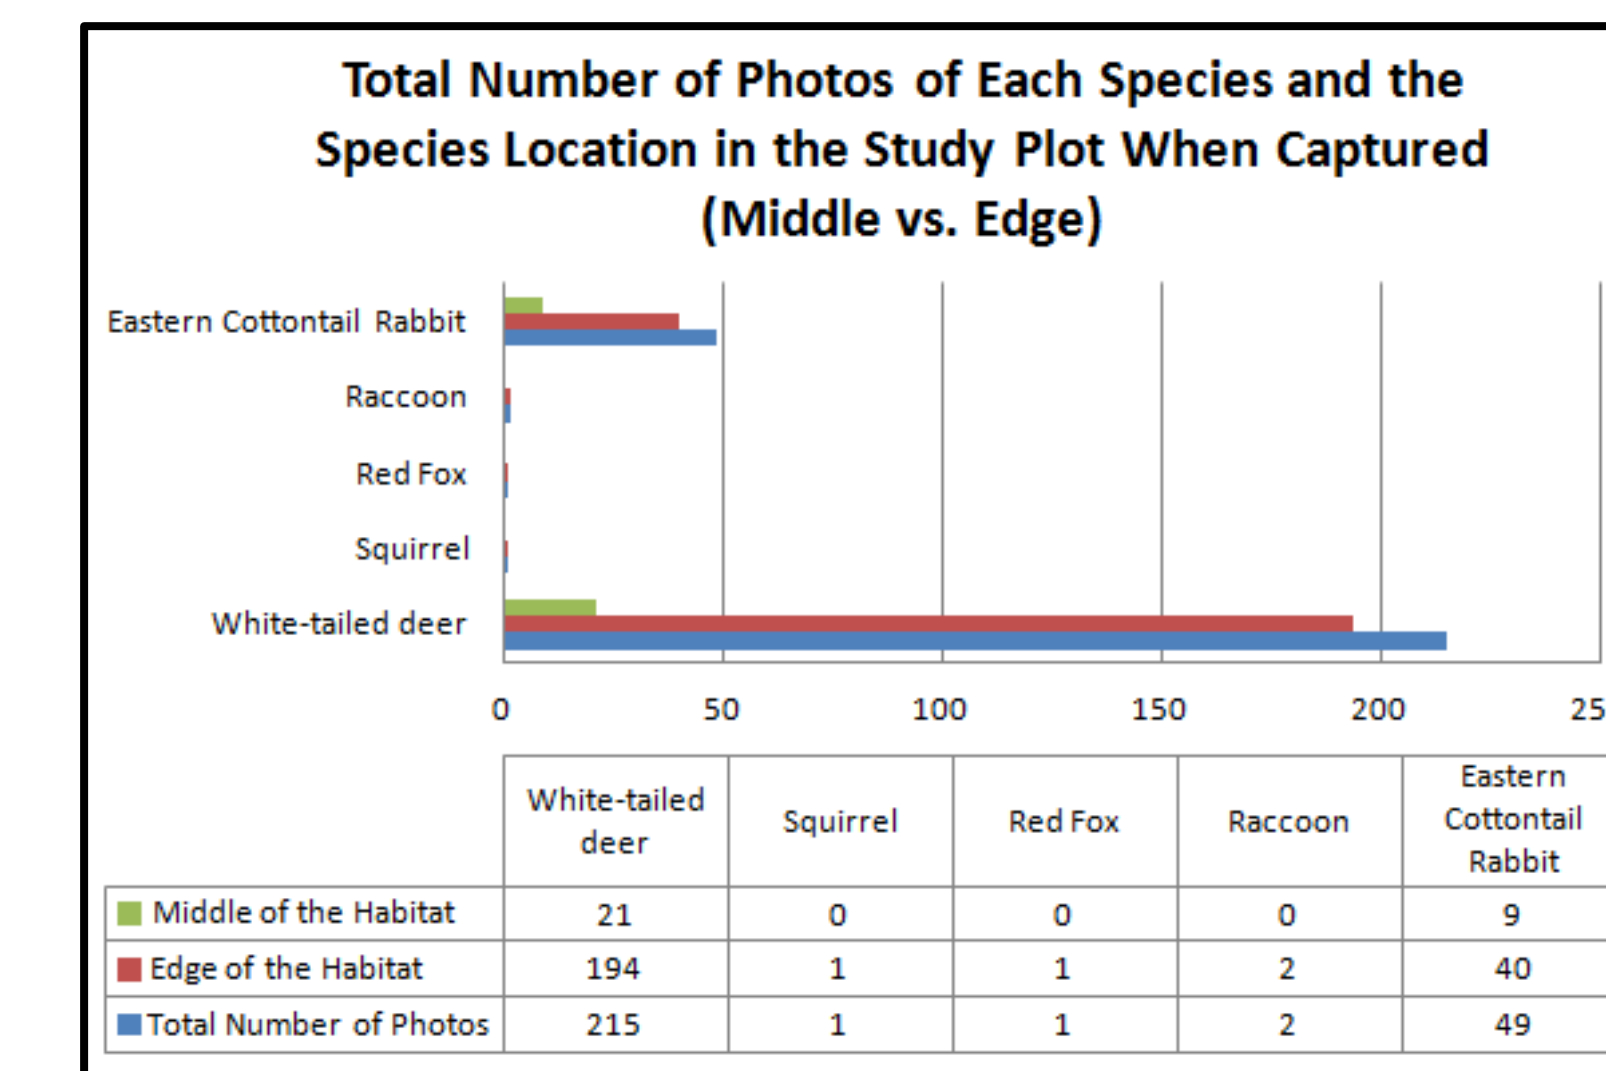 Total Number of Photos of Each Species and the
Species Location in the Study Plot When Captured
(Middle vs. Edge)
Eastern Cottontail Rabbit
Raccoon
Red Fox
Squirrel
White-tailed deer
0 50 100 150 200 25
White-tailed deer Squirrel Red Fox Raccoon Eastern Cottontail Rabbit
Middle of the Habitat 21 0 0 0 9
Edge of the Habitat 194 1 1 2 40
Total Number of Photos 215 1 1 2 49